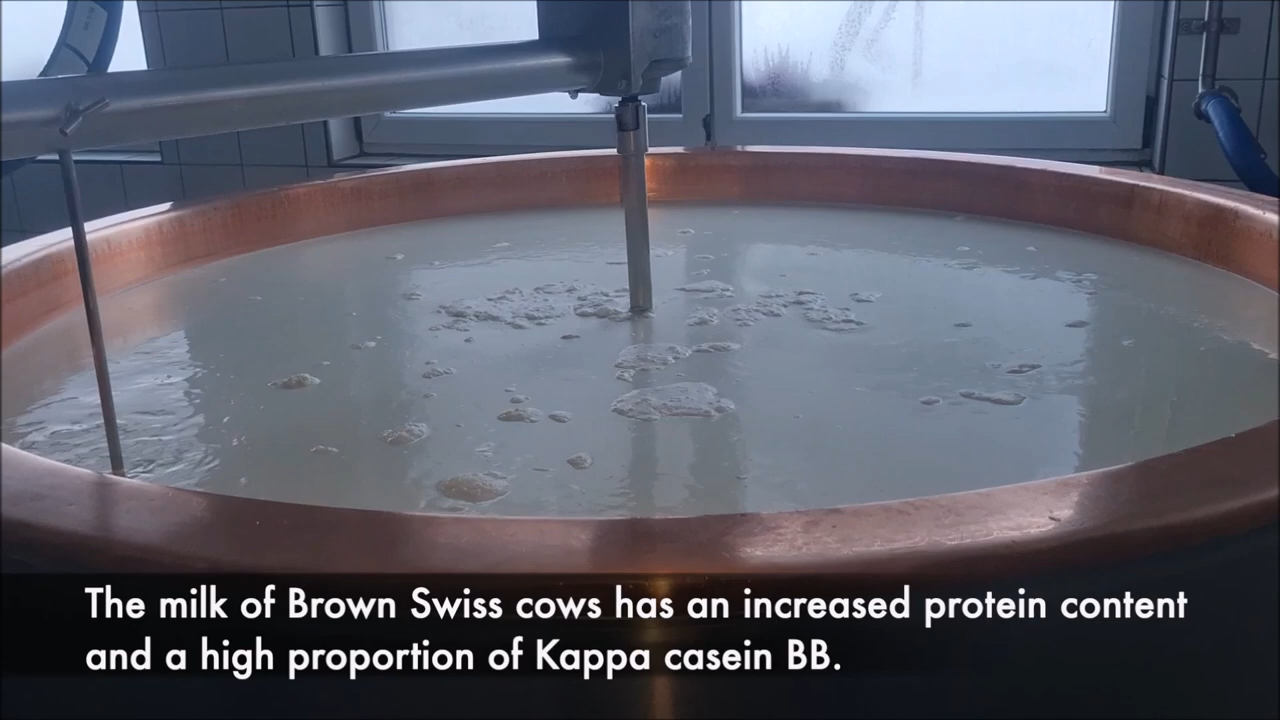 The milk of Brown Swiss cows has an increased protein content
and a high proportion of Kappa casein BB.